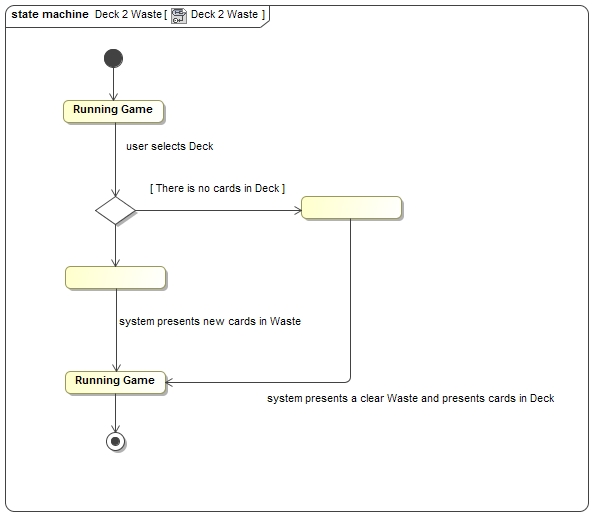 state machine Deck 2 Waste [ Deck 2 Waste ]
Running Game
user selects Deck
[ There is no cards in Deck ]
system presents new cards in Waste
Running Game
system presents a clear Waste and presents cards in Deck